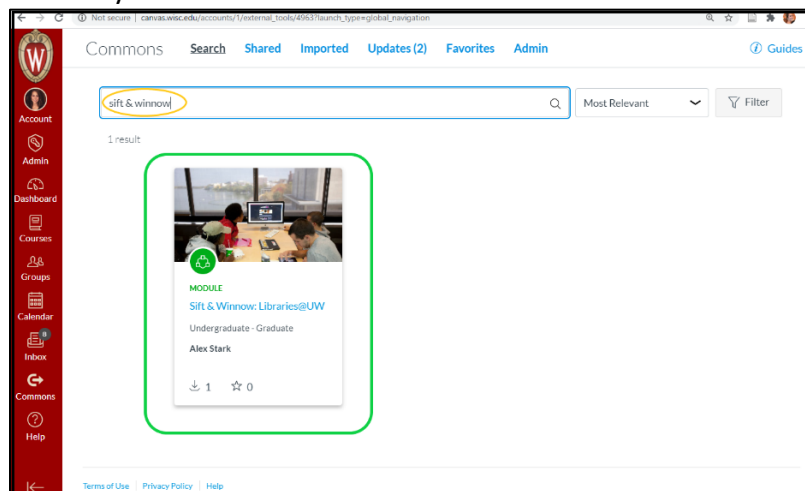 Not secure | canvas.wisc.edu/accounts/1/external_tools/4963?launch_type=global_navigation
W
Commons Search Shared Imported Updates (2) Favorites Admin Guides
sift & winnow Most Relevant Filter
1 result
Account
Admin
Dashboard
Courses
Groups
Calendar
8
Inbox
Commons
Help
MODULE
Sift & Winnow: Libraries@UW
Undergraduate - Graduate
Alex Stark
1 0
Terms of Use | Privacy Policy | Help